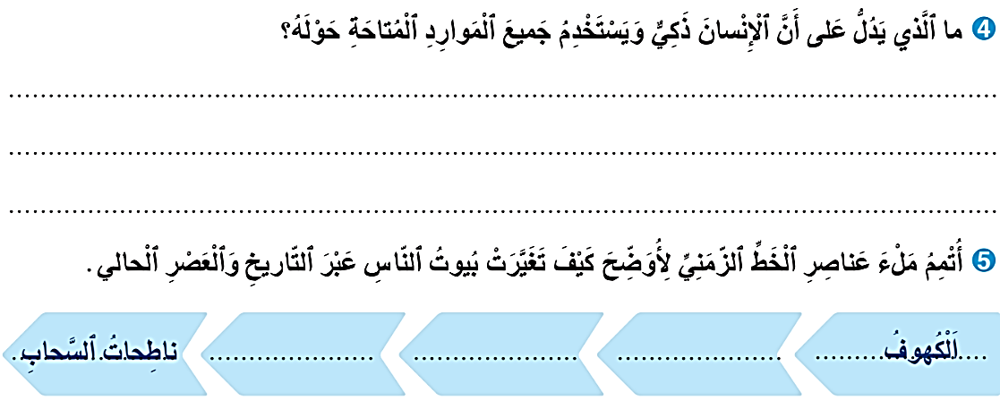 4 ما ٱلَّذي يَدُلُّ عَلى أَنَّ ٱلْإِنْسانَ ذَكِيٌّ وَيَسْتَخْدِمُ جَميعَ ٱلْمَوارِدِ ٱلْمُتاحَةِ حَوْلَهُ؟
5 أُتْمِمُ مَلْءَ عَناصِرِ ٱلْخَطِّ ٱلزَّمَنِيِّ لِأُوَضِّحَ كَيْفَ تَغَيَّرَتْ بُيوتُ ٱلنّاسِ عَبْرَ ٱلتّاريخِ وَٱلْعَصْرِ ٱلْحالي .
اَلْكُهوفُ
ناطِحاتُ ٱلسَّحابِ